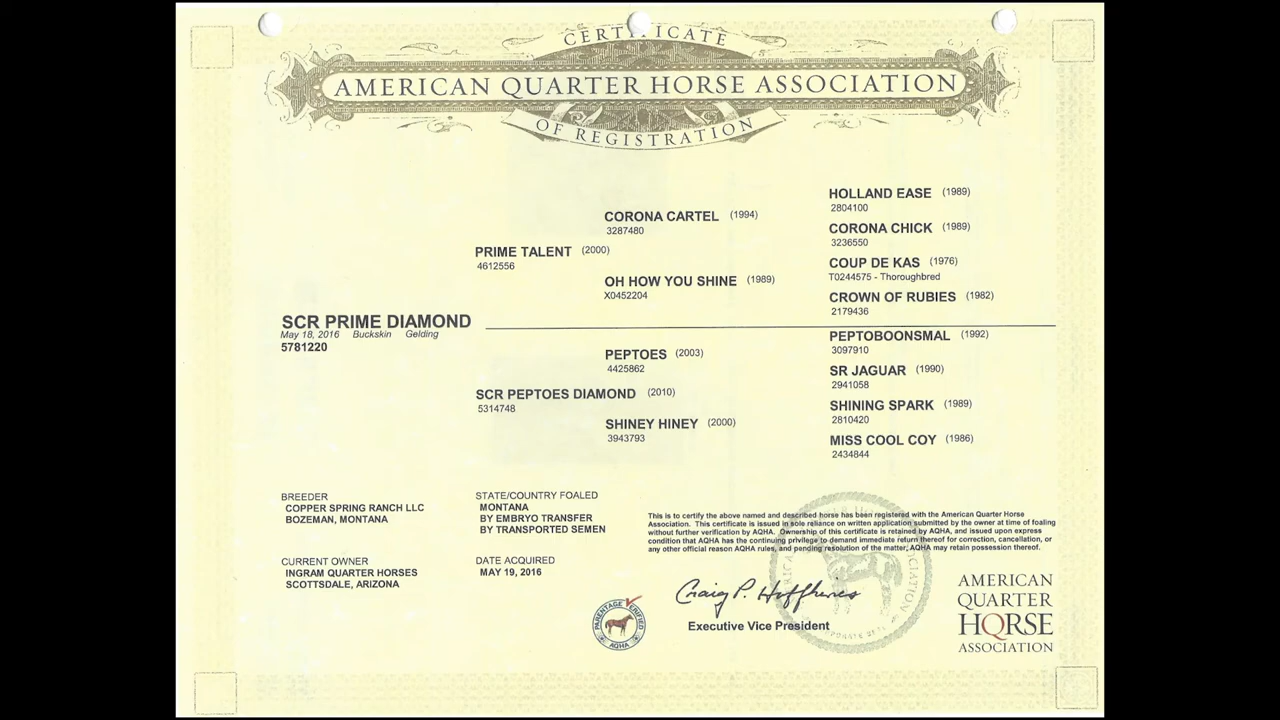 CERTIFICATE
AMERICAN QUARTER HORSE ASSOCIATION
OF REGISTRATION
HOLLAND EASE (1989)
2804100
CORONA CARTEL (1994)
3287480
CORONA CHICK (1989)
3236550
PRIME TALENT (2000)
4612556
COUP DE KAS (1976)
T0244575 - Thoroughbred
OH HOW YOU SHINE (1989)
X0452204
CROWN OF RUBIES (1982)
2179436
SCR PRIME DIAMOND
May 18, 2016 Buckskin Gelding
5781220
PEPTOBOONSMAL (1992)
3097910
PEPTOES (2003)
4425862
SR JAGUAR (1990)
2941058
SCR PEPTOES DIAMOND (2010)
5314748
SHINING SPARK (1989)
2810420
SHINEY HINEY (2000)
3943793
MISS COOL COY (1986)
2434844
BREEDER
COPPER SPRING RANCH LLC
BOZEMAN, MONTANA
STATE/COUNTRY FOALED
MONTANA
BY EMBRYO TRANSFER
BY TRANSPORTED SEMEN
This is to certify the above named and described horse has been registered with the American Quarter Horse
Association. This certificate is issued in sole reliance on written application submitted by the owner at time of foaling
without further verification by AQHA. Ownership of this certificate is retained by AQHA, and issued upon express
condition that AQHA has the continuing privilege to demand immediate return thereof for correction, cancellation, or
any other official reason AQHA rules, and pending resolution of the matter, AQHA may retain possession thereof.
CURRENT OWNER
INGRAM QUARTER HORSES
SCOTTSDALE, ARIZONA
DATE ACQUIRED
MAY 19, 2016
PARENTAGE VERIFIED
AQHA
Craig P. Huffhines
Executive Vice President
AMERICAN
QUARTER
HORSE
ASSOCIATION